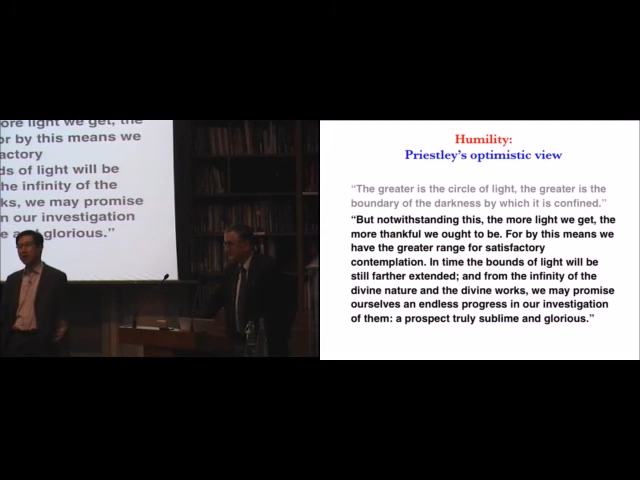 ore light we get, the
or by this means we
factory
ds of light will be
he infinity of the
ks, we may promise
n our investigation
e and glorious."
Humility:
Priestley's optimistic view
"The greater is the circle of light, the greater is the
boundary of the darkness by which it is confined."
"But notwithstanding this, the more light we get, the
more thankful we ought to be. For by this means we
have the greater range for satisfactory
contemplation. In time the bounds of light will be
still farther extended; and from the infinity of the
divine nature and the divine works, we may promise
ourselves an endless progress in our investigation
of them: a prospect truly sublime and glorious."